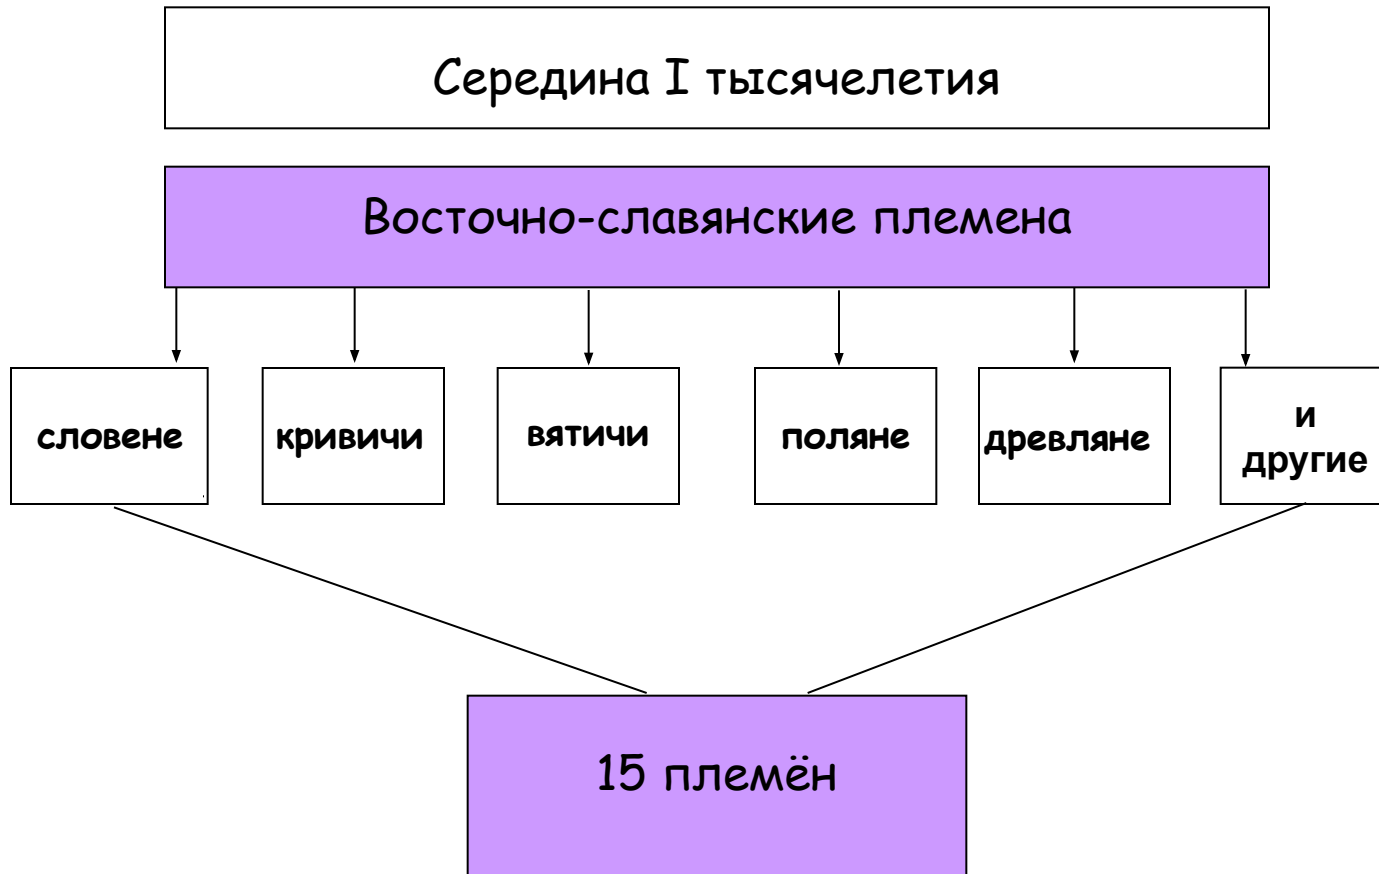 Середина I тысячелетия
Восточно-славянские племена
словене
кривичи
вятичи
поляне
древляне
и
другие
15 племён